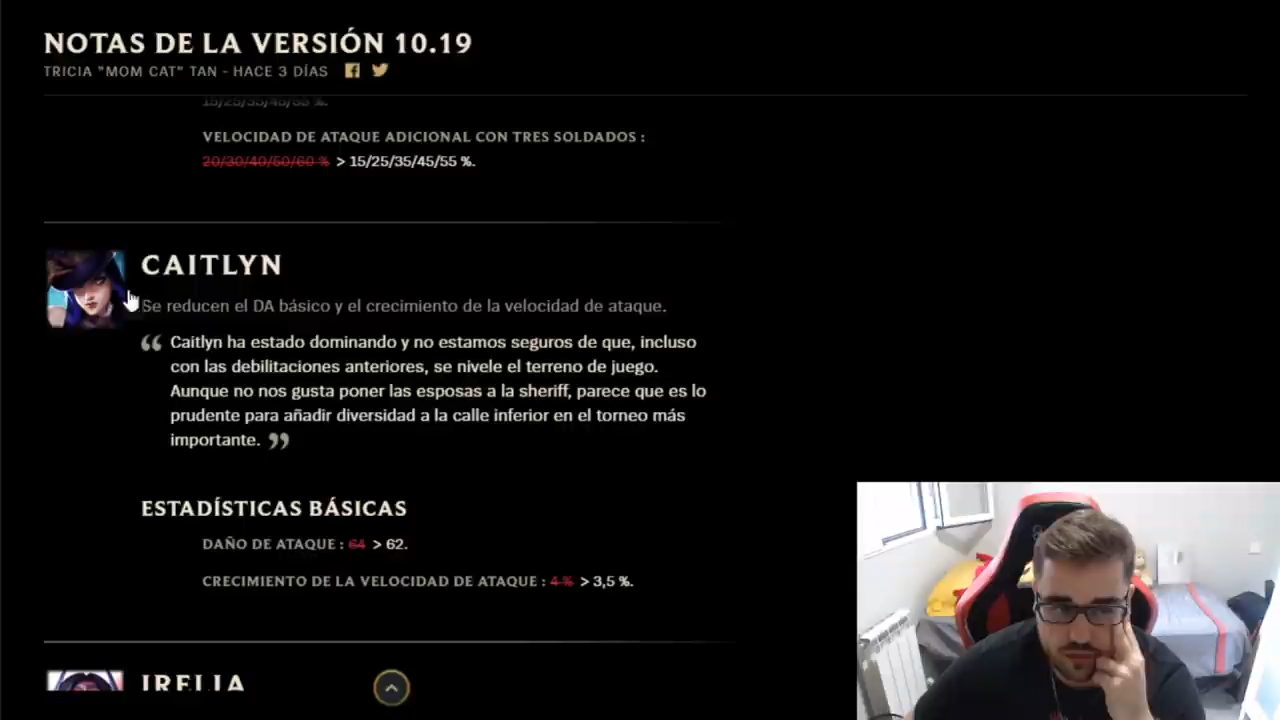 NOTAS DE LA VERSIÓN 10.19
TRICIA "MOM CAT" TAN - HACE 3 DÍAS
15/25/35/45/55 %.
VELOCIDAD DE ATAQUE ADICIONAL CON TRES SOLDADOS :
20/30/40/50/60 % > 15/25/35/45/55 %.
CAITLYN
Se reducen el DA básico y el crecimiento de la velocidad de ataque.
“ Caitlyn ha estado dominando y no estamos seguros de que, incluso
con las debilitaciones anteriores, se nivele el terreno de juego.
Aunque no nos gusta poner las esposas a la sheriff, parece que es lo
prudente para añadir diversidad a la calle inferior en el torneo más
importante. ”
ESTADÍSTICAS BÁSICAS
DAÑO DE ATAQUE : 64 > 62.
CRECIMIENTO DE LA VELOCIDAD DE ATAQUE : 4 % > 3,5 %.
IRELIA